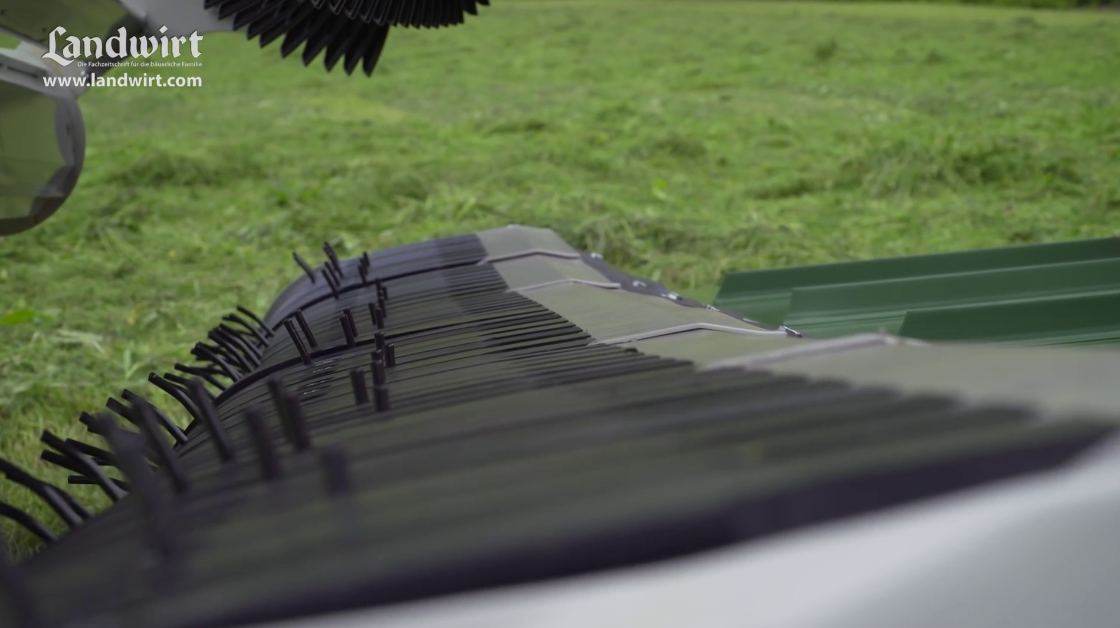 Landwirt
Die Fachzeitschrift für die bäuerliche Familie
www.landwirt.com